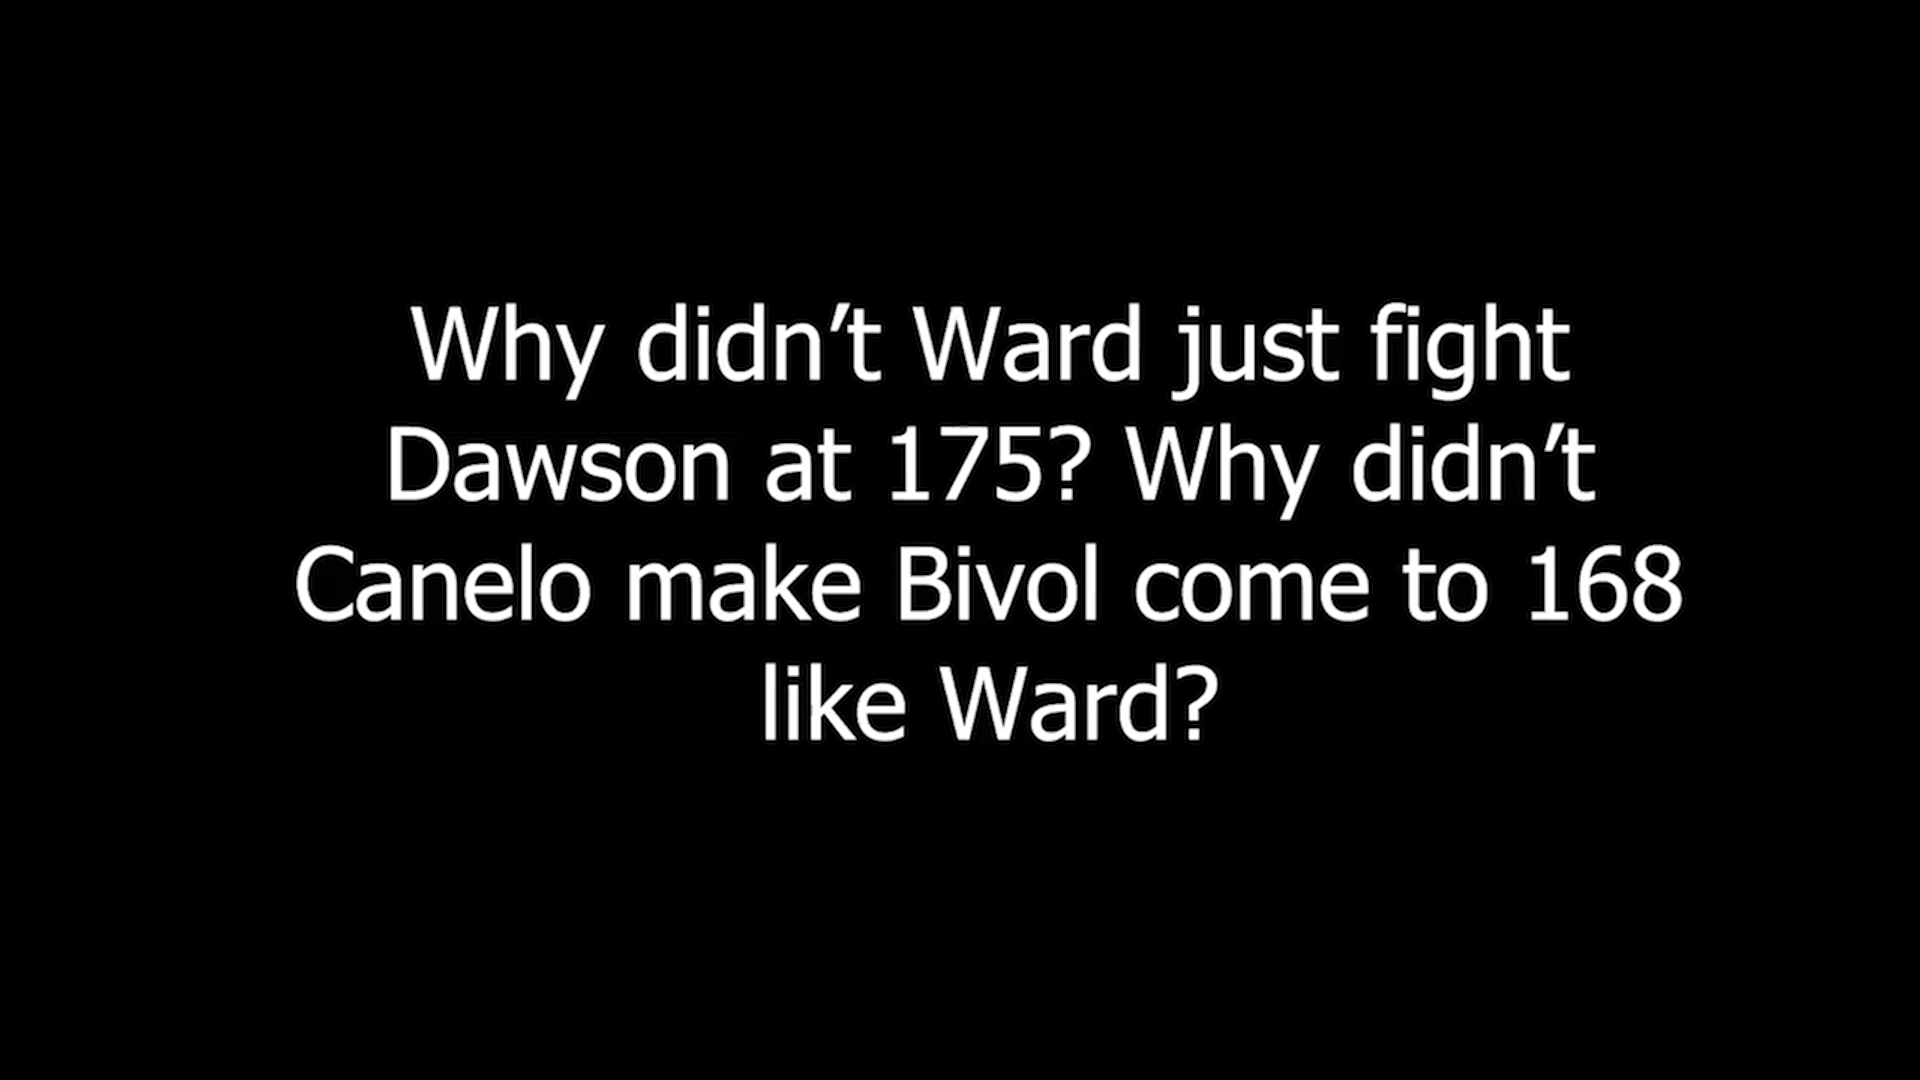 Why didn’t Ward just fight
Dawson at 175? Why didn’t
Canelo make Bivol come to 168
like Ward?